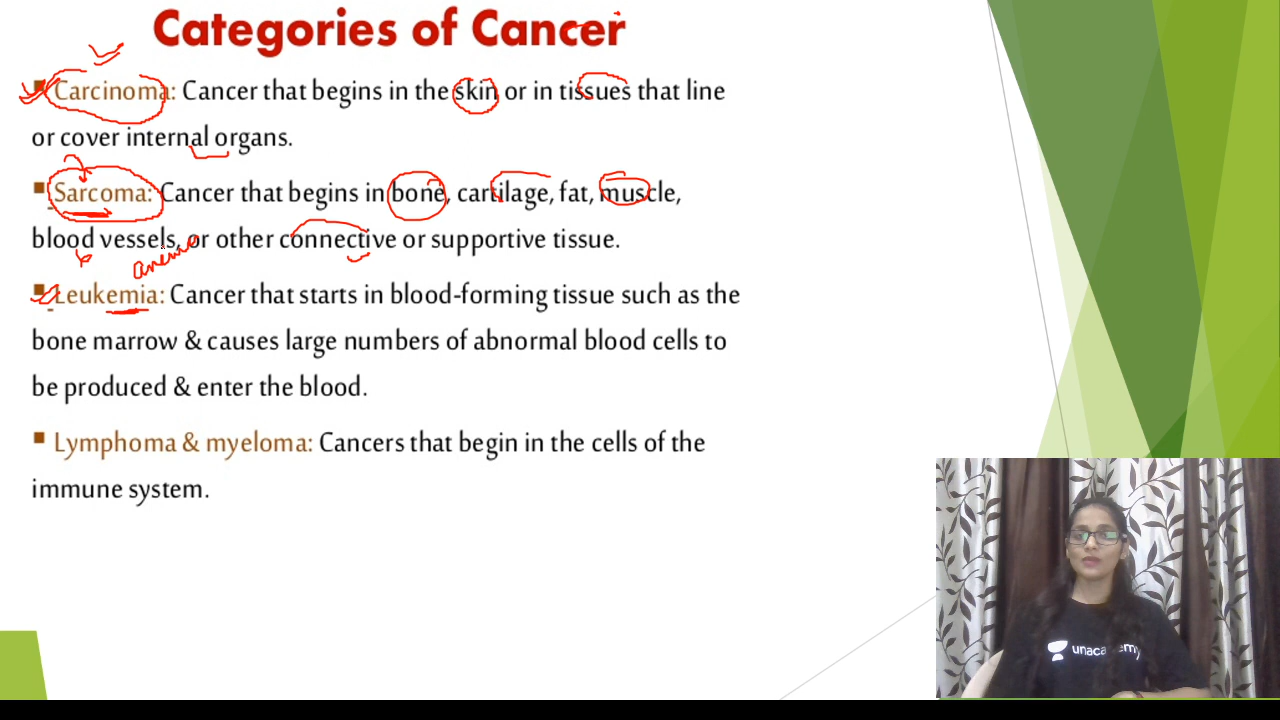 Categories of Cancer
Carcinoma: Cancer that begins in the skin or in tissues that line
or cover internal organs.
Sarcoma: Cancer that begins in bone, cartilage, fat, muscle,
blood vessels, or other connective or supportive tissue.
Leukemia: Cancer that starts in blood-forming tissue such as the
bone marrow & causes large numbers of abnormal blood cells to
be produced & enter the blood.
Lymphoma & myeloma: Cancers that begin in the cells of the
immune system.
unacademy